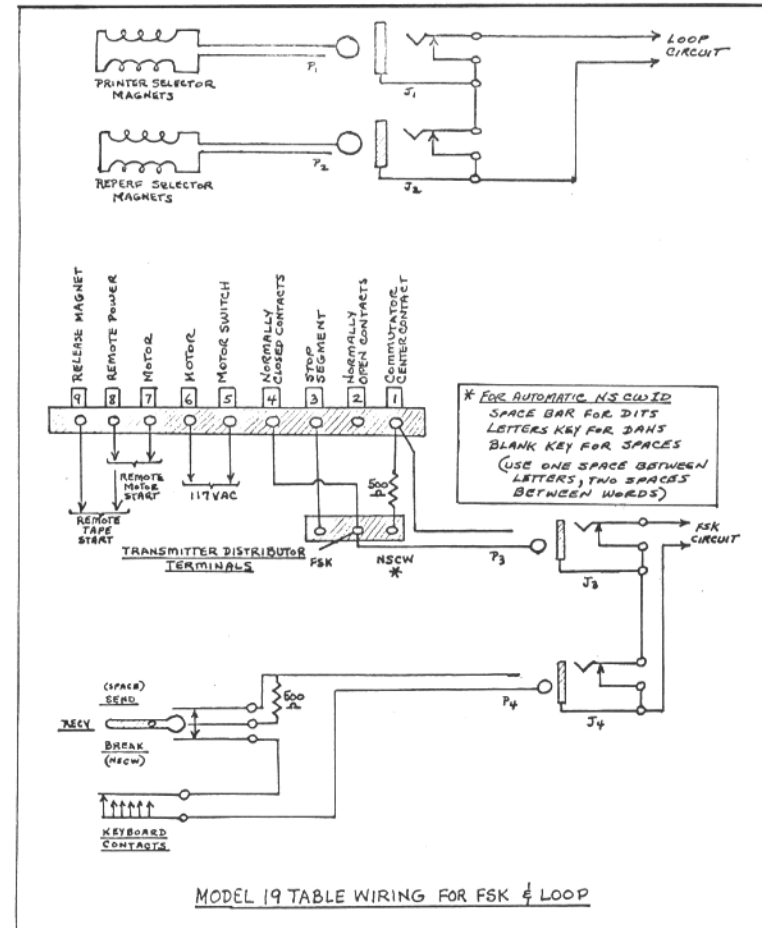 LOOP
CIRCUIT
P1
J1
PRINTER SELECTOR
MAGNETS
P2
J2
REPERF SELECTOR
MAGNETS
RELEASE MAGNET
REMOTE POWER
MOTOR
MOTOR
MOTOR SWITCH
NORMALLY
CLOSED CONTACTS
STOP
SEGMENT
NORMALLY
OPEN CONTACTS
COMMUTATOR
CENTER CONTACT
9 8 7 6 5 4 3 2 1
* FOR AUTOMATIC NSCWID
SPACE BAR FOR DITS
LETTERS KEY FOR DAHS
BLANK KEY FOR SPACES
(USE ONE SPACE BETWEEN
LETTERS, TWO SPACES
BETWEEN WORDS)
REMOTE
MOTOR
START
117VAC
500
Ω
REMOTE
TAPE
START
TRANSMITTER DISTRIBUTOR
TERMINALS
FSK
NSCW
*
P3
J3
FSK
CIRCUIT
(SPACE)
SEND
RECV
BREAK
(NSCW)
500
Ω
P4
J4
KEYBOARD
CONTACTS
MODEL 19 TABLE WIRING FOR FSK & LOOP